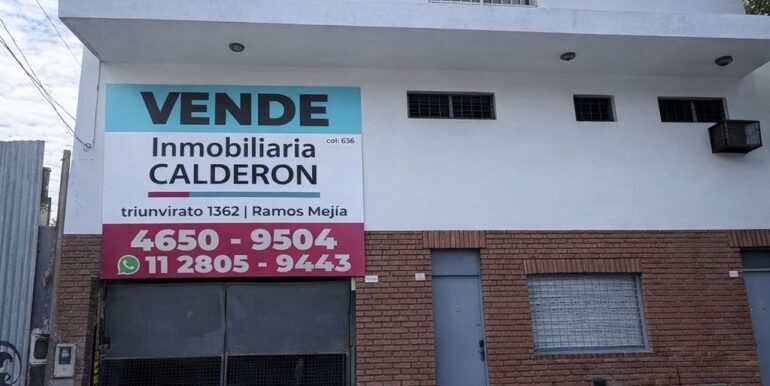 VENDE
Inmobiliaria
col: 636
CALDERON
triunvirato 1362 | Ramos Mejía
4650 - 9504
11 2805 - 9443